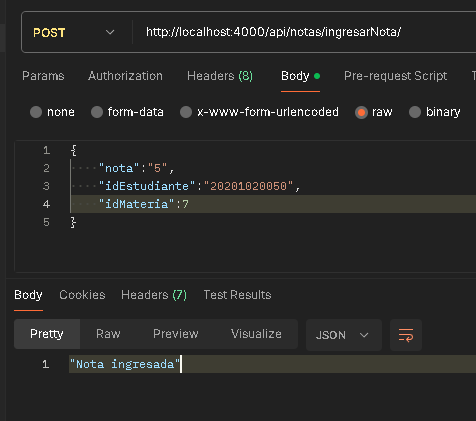 POST http://localhost:4000/api/notas/ingresarNota/
Params Authorization Headers (8) Body Pre-request Script T
none form-data x-www-form-urlencoded raw binary
1 {
2 "nota":"5",
3 "idEstudiante":"20201020050",
4 "idMateria":7
5 }
Body Cookies Headers (7) Test Results
Pretty Raw Preview Visualize JSON
1 "Nota ingresada"